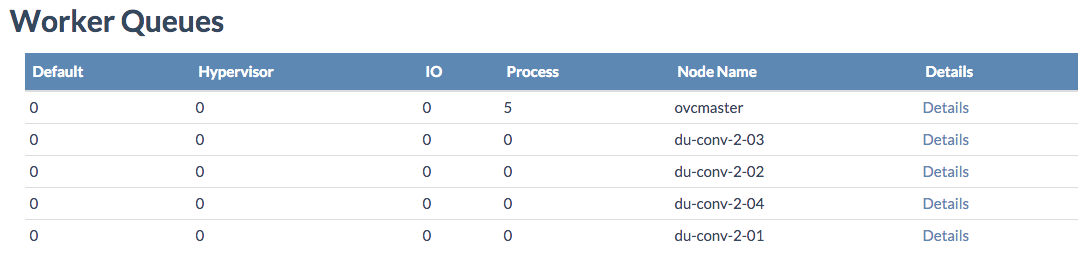 Worker Queues
Default Hypervisor IO Process Node Name Details
0 0 0 5 ovcmaster Details
0 0 0 0 du-conv-2-03 Details
0 0 0 0 du-conv-2-02 Details
0 0 0 0 du-conv-2-04 Details
0 0 0 0 du-conv-2-01 Details